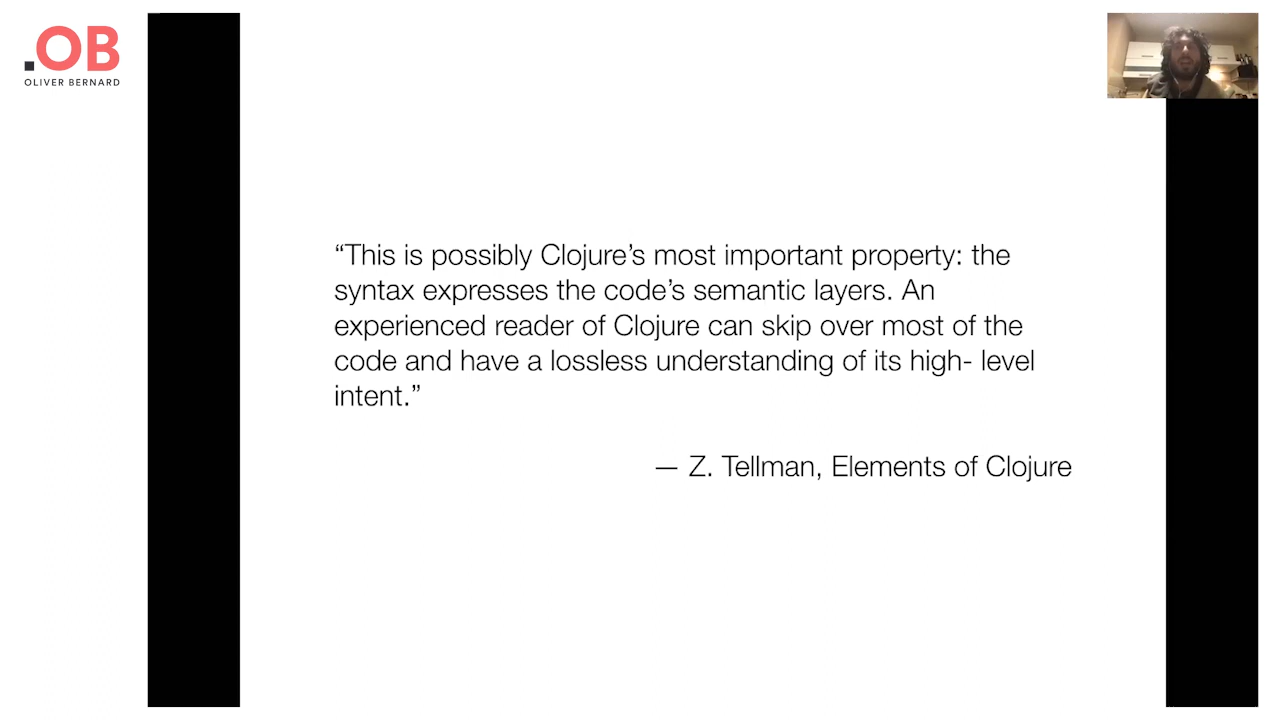 .OB
OLIVER BERNARD
“This is possibly Clojure’s most important property: the
syntax expresses the code’s semantic layers. An
experienced reader of Clojure can skip over most of the
code and have a lossless understanding of its high- level
intent.”
— Z. Tellman, Elements of Clojure